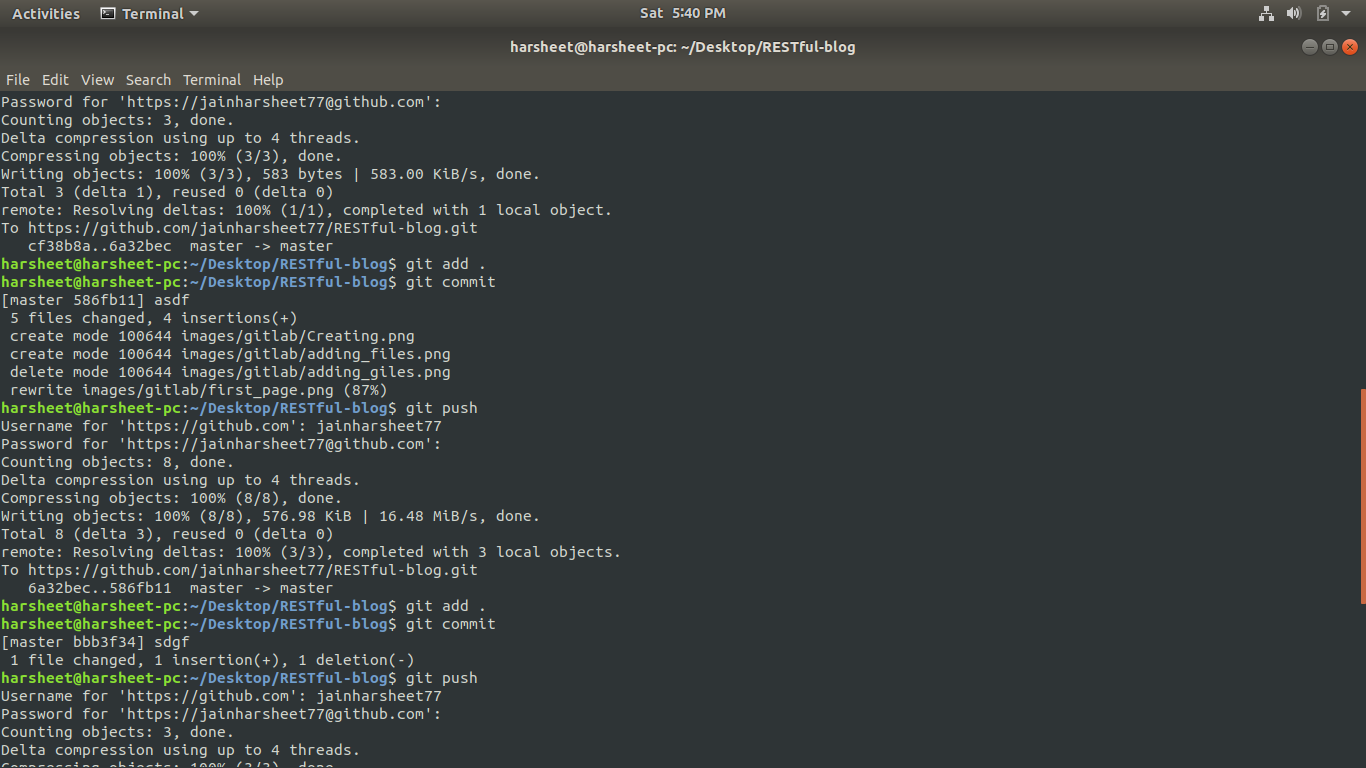 Activities Terminal Sat 5:40 PM
harsheet@harsheet-pc: ~/Desktop/RESTful-blog
File Edit View Search Terminal Help
Password for 'https://jainharsheet77@github.com':
Counting objects: 3, done.
Delta compression using up to 4 threads.
Compressing objects: 100% (3/3), done.
Writing objects: 100% (3/3), 583 bytes | 583.00 KiB/s, done.
Total 3 (delta 1), reused 0 (delta 0)
remote: Resolving deltas: 100% (1/1), completed with 1 local object.
To https://github.com/jainharsheet77/RESTful-blog.git
   cf38b8a..6a32bec  master -> master
harsheet@harsheet-pc:~/Desktop/RESTful-blog$ git add .
harsheet@harsheet-pc:~/Desktop/RESTful-blog$ git commit
[master 586fb11] asdf
 5 files changed, 4 insertions(+)
 create mode 100644 images/gitlab/Creating.png
 create mode 100644 images/gitlab/adding_files.png
 delete mode 100644 images/gitlab/adding_giles.png
 rewrite images/gitlab/first_page.png (87%)
harsheet@harsheet-pc:~/Desktop/RESTful-blog$ git push
Username for 'https://github.com': jainharsheet77
Password for 'https://jainharsheet77@github.com':
Counting objects: 8, done.
Delta compression using up to 4 threads.
Compressing objects: 100% (8/8), done.
Writing objects: 100% (8/8), 576.98 KiB | 16.48 MiB/s, done.
Total 8 (delta 3), reused 0 (delta 0)
remote: Resolving deltas: 100% (3/3), completed with 3 local objects.
To https://github.com/jainharsheet77/RESTful-blog.git
   6a32bec..586fb11  master -> master
harsheet@harsheet-pc:~/Desktop/RESTful-blog$ git add .
harsheet@harsheet-pc:~/Desktop/RESTful-blog$ git commit
[master bbb3f34] sdgf
 1 file changed, 1 insertion(+), 1 deletion(-)
harsheet@harsheet-pc:~/Desktop/RESTful-blog$ git push
Username for 'https://github.com': jainharsheet77
Password for 'https://jainharsheet77@github.com':
Counting objects: 3, done.
Delta compression using up to 4 threads.
Compressing objects: 100% (3/3), done.